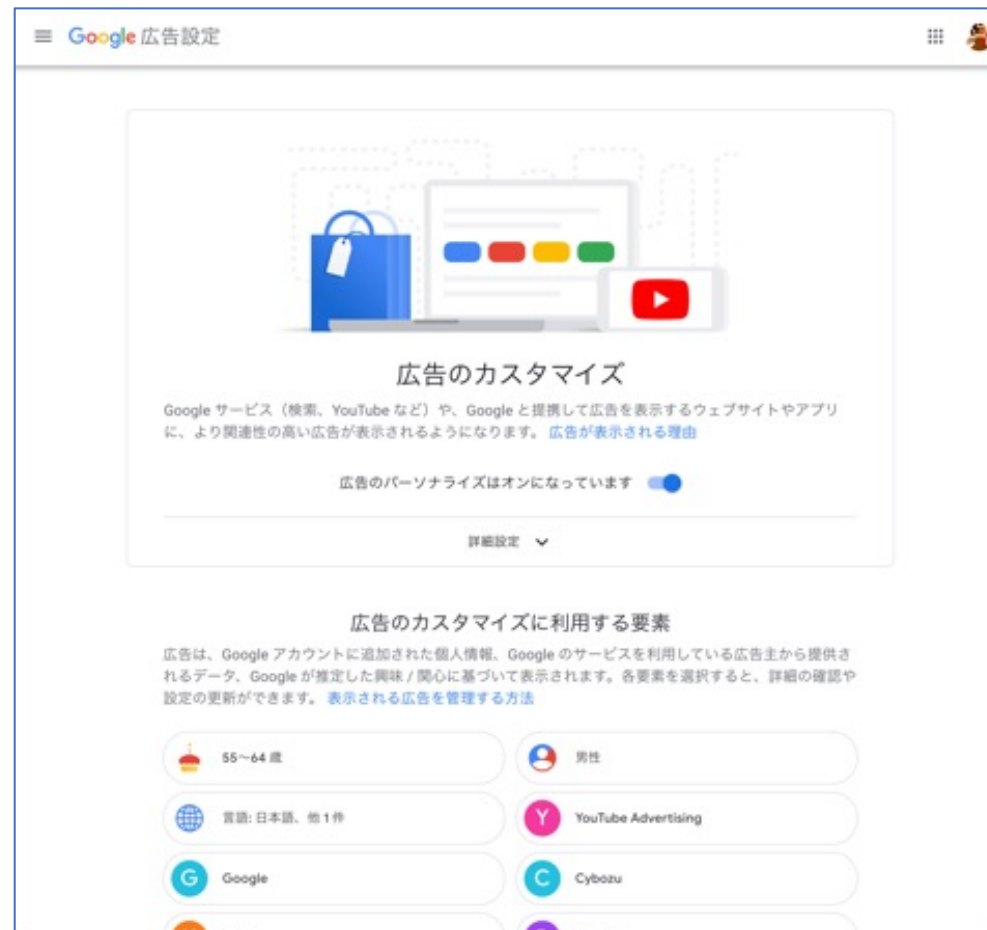 Google 広告設定
広告のカスタマイズ
Google サービス（検索、YouTube など）や、Google と提携して広告を表示するウェブサイトやアプリ
に、より関連性の高い広告が表示されるようになります。 広告が表示される理由
広告のパーソナライズはオンになっています
詳細設定
広告のカスタマイズに利用する要素
広告は、Google アカウントに追加された個人情報、Google のサービスを利用している広告主から提供さ
れるデータ、Google が推定した興味 / 関心に基づいて表示されます。各要素を選択すると、詳細の確認や
設定の更新ができます。 表示される広告を管理する方法
55～64 歳
男性
言語: 日本語、他 1 件
Y YouTube Advertising
G Google
C Cybozu